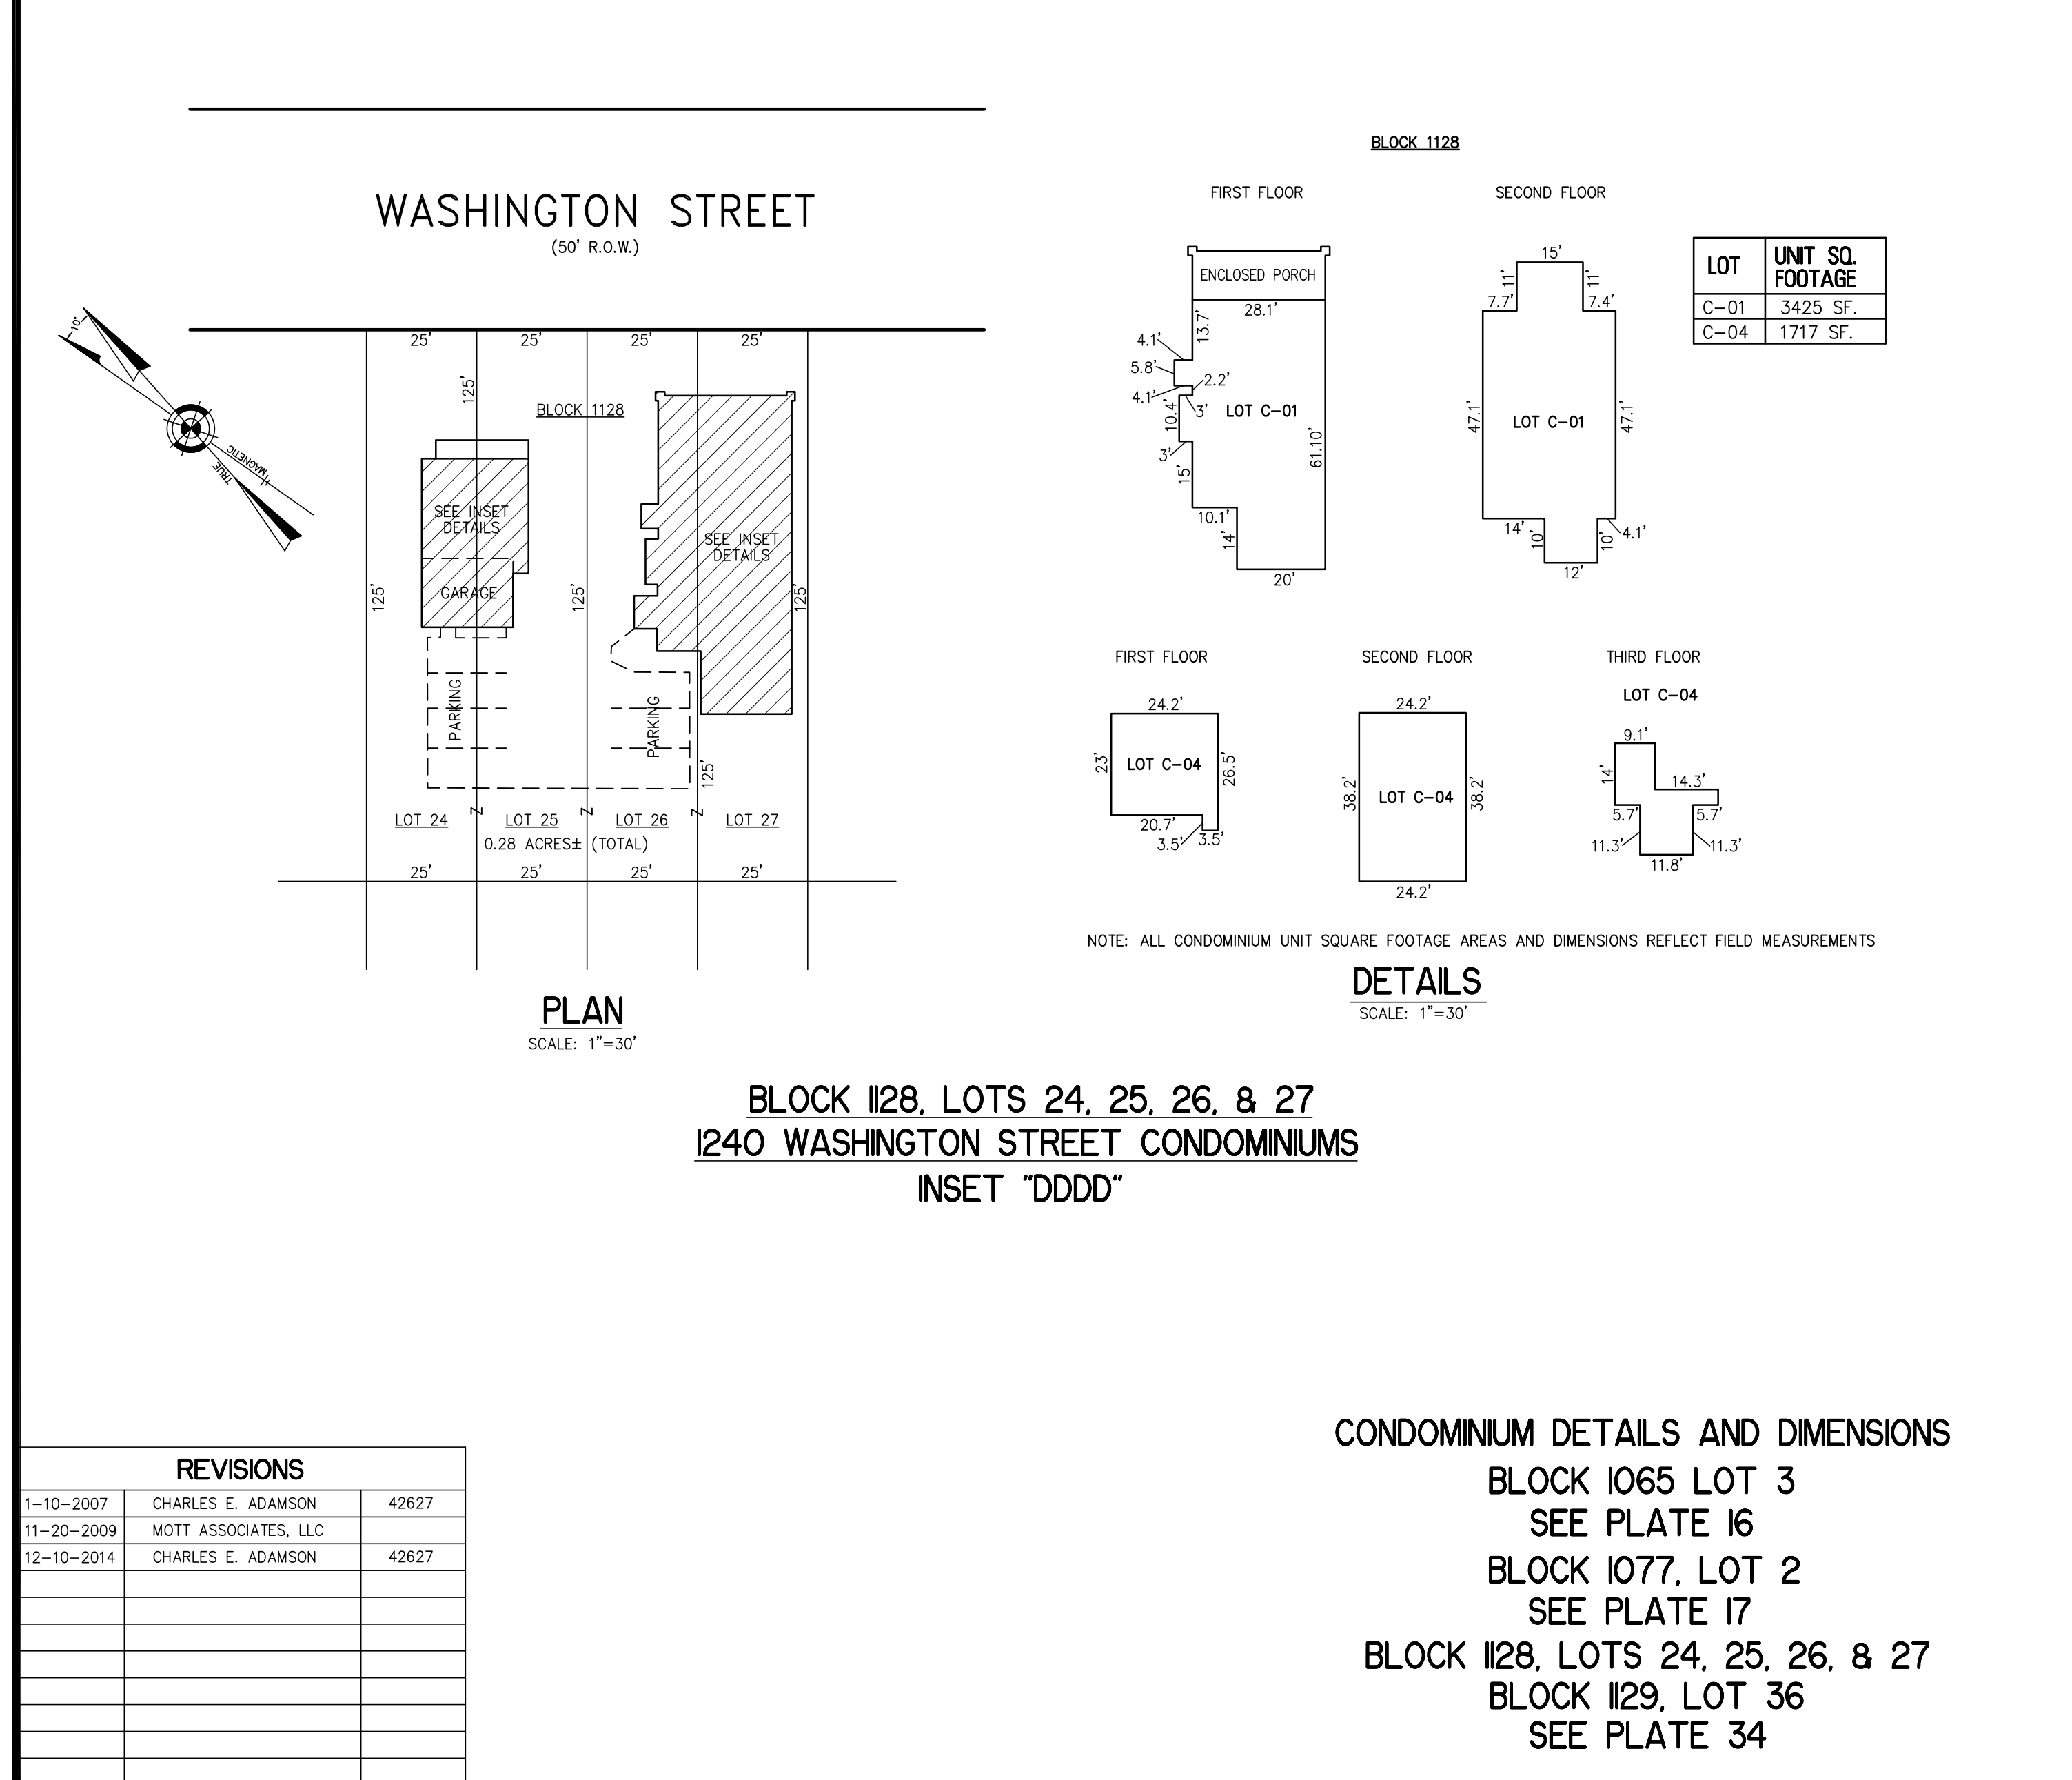 WASHINGTON STREET
(50' R.O.W.)
10°
MAGNETIC
TRUE
25'
25'
25'
25'
125'
BLOCK 1128
SEE INSET
DETAILS
GARAGE
SEE INSET
DETAILS
125'
125'
125'
PARKING
PARKING
125'
LOT 24
LOT 25
LOT 26
LOT 27
0.28 ACRES± (TOTAL)
25'
25'
25'
25'
PLAN
SCALE: 1"=30'
BLOCK 1128
FIRST FLOOR
ENCLOSED PORCH
28.1'
13.7'
4.1'
5.8'
4.1'
2.2'
3'
10.4'
LOT C-01
3'
15'
61.10'
10.1'
14'
20'
SECOND FLOOR
15'
11'
11'
7.7'
7.4'
47.1'
LOT C-01
47.1'
14'
10'
10'
4.1'
12'
LOT
UNIT SQ.
FOOTAGE
C-01 3425 SF.
C-04 1717 SF.
FIRST FLOOR
24.2'
23'
LOT C-04
26.5'
20.7'
3.5'
3.5'
SECOND FLOOR
24.2'
38.2'
LOT C-04
38.2'
24.2'
THIRD FLOOR
LOT C-04
9.1'
14'
14.3'
5.7'
5.7'
11.3'
11.3'
11.8'
NOTE: ALL CONDOMINIUM UNIT SQUARE FOOTAGE AREAS AND DIMENSIONS REFLECT FIELD MEASUREMENTS
DETAILS
SCALE: 1"=30'
BLOCK 1128, LOTS 24, 25, 26, & 27
1240 WASHINGTON STREET CONDOMINIUMS
INSET "DDDD"
REVISIONS
1-10-2007 CHARLES E. ADAMSON 42627
11-20-2009 MOTT ASSOCIATES, LLC
12-10-2014 CHARLES E. ADAMSON 42627
CONDOMINIUM DETAILS AND DIMENSIONS
BLOCK 1065 LOT 3
SEE PLATE 16
BLOCK 1077, LOT 2
SEE PLATE 17
BLOCK 1128, LOTS 24, 25, 26, & 27
BLOCK 1129, LOT 36
SEE PLATE 34